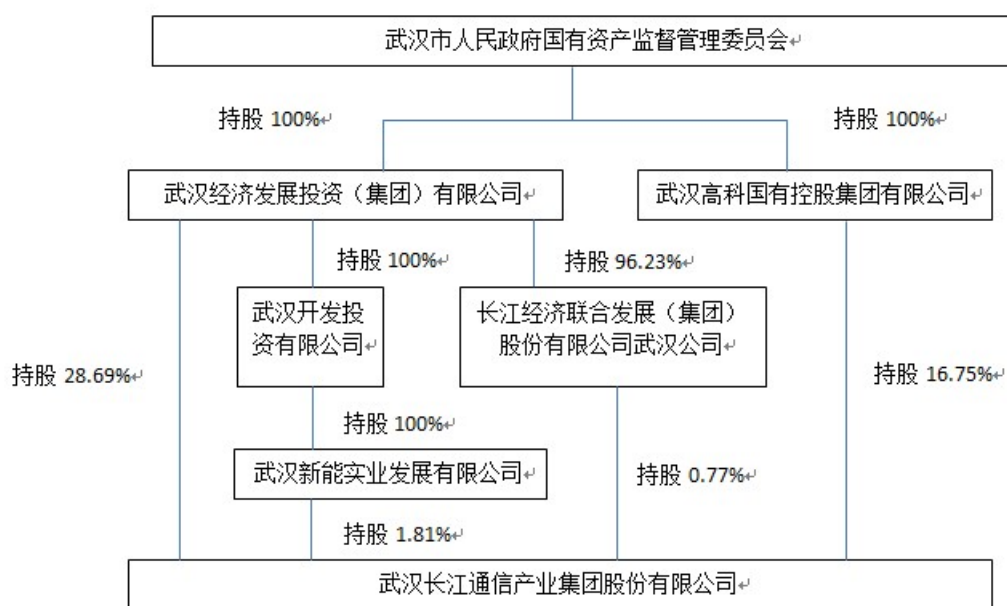 武汉市人民政府国有资产监督管理委员会↵
持股 100%↵
持股 100%↵
武汉经济发展投资（集团）有限公司↵
武汉高科国有控股集团有限公司↵
持股 100%↵
持股 96.23%↵
武汉开发投
资有限公司↵
长江经济联合发展（集团）
股份有限公司武汉公司↵
持股 28.69%↵
持股 16.75%↵
持股 100%↵
武汉新能实业发展有限公司↵
持股 0.77%↵
持股 1.81%↵
武汉长江通信产业集团股份有限公司↵